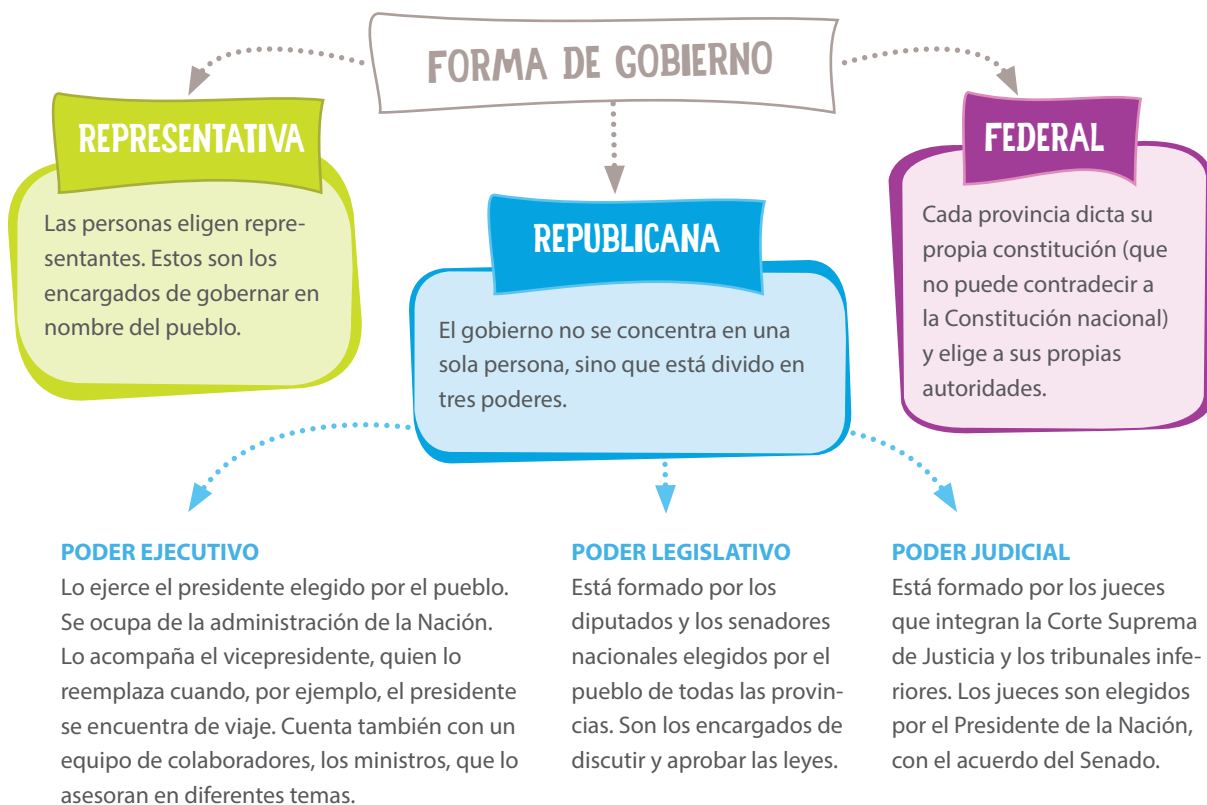 FORMA DE GOBIERNO
REPRESENTATIVA
Las personas eligen repre-
sentantes. Estos son los
encargados de gobernar en
nombre del pueblo.
REPUBLICANA
El gobierno no se concentra en una
sola persona, sino que está divido en
tres poderes.
FEDERAL
Cada provincia dicta su
propia constitución (que
no puede contradecir a
la Constitución nacional)
y elige a sus propias
autoridades.
PODER EJECUTIVO
Lo ejerce el presidente elegido por el pueblo.
Se ocupa de la administración de la Nación.
Lo acompaña el vicepresidente, quien lo
reemplaza cuando, por ejemplo, el presidente
se encuentra de viaje. Cuenta también con un
equipo de colaboradores, los ministros, que lo
asesoran en diferentes temas.
PODER LEGISLATIVO
Está formado por los
diputados y los senadores
nacionales elegidos por el
pueblo de todas las provin-
cias. Son los encargados de
discutir y aprobar las leyes.
PODER JUDICIAL
Está formado por los jueces
que integran la Corte Suprema
de Justicia y los tribunales infe-
riores. Los jueces son elegidos
por el Presidente de la Nación,
con el acuerdo del Senado.